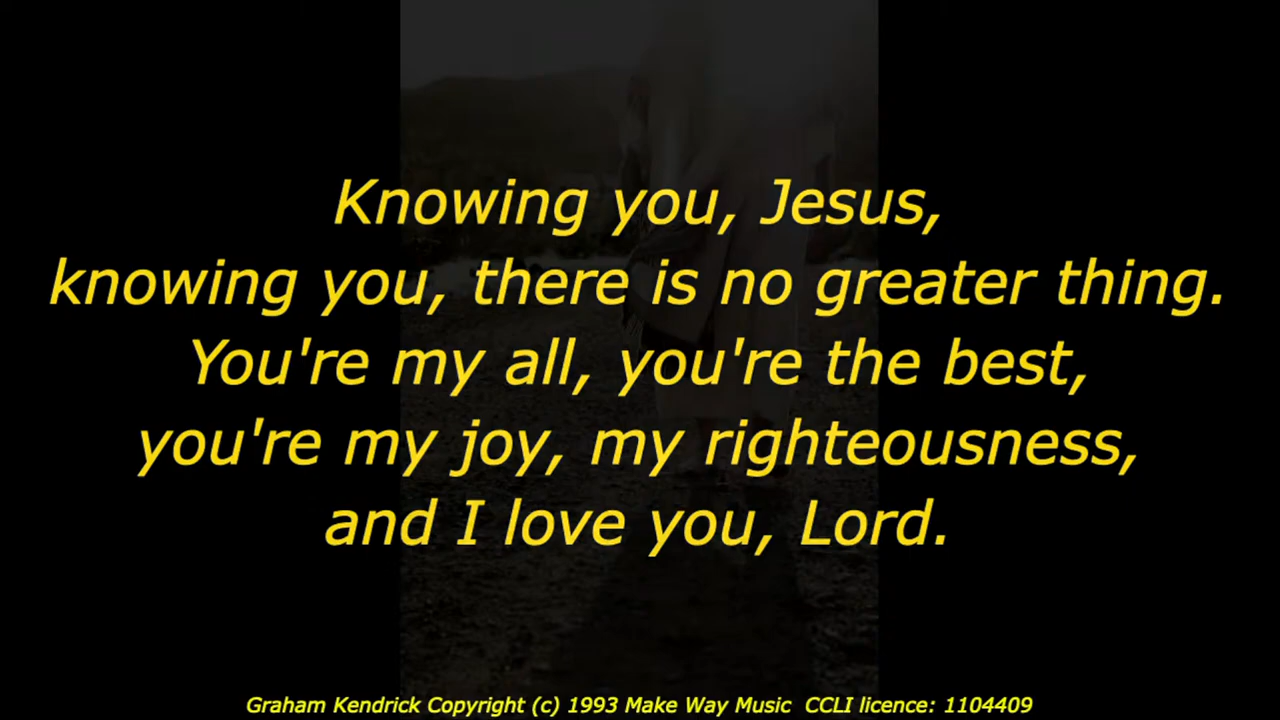 Knowing you, Jesus,
knowing you, there is no greater thing.
You're my all, you're the best,
you're my joy, my righteousness,
and I love you, Lord.
Graham Kendrick Copyright (c) 1993 Make Way Music  CCLI licence: 1104409